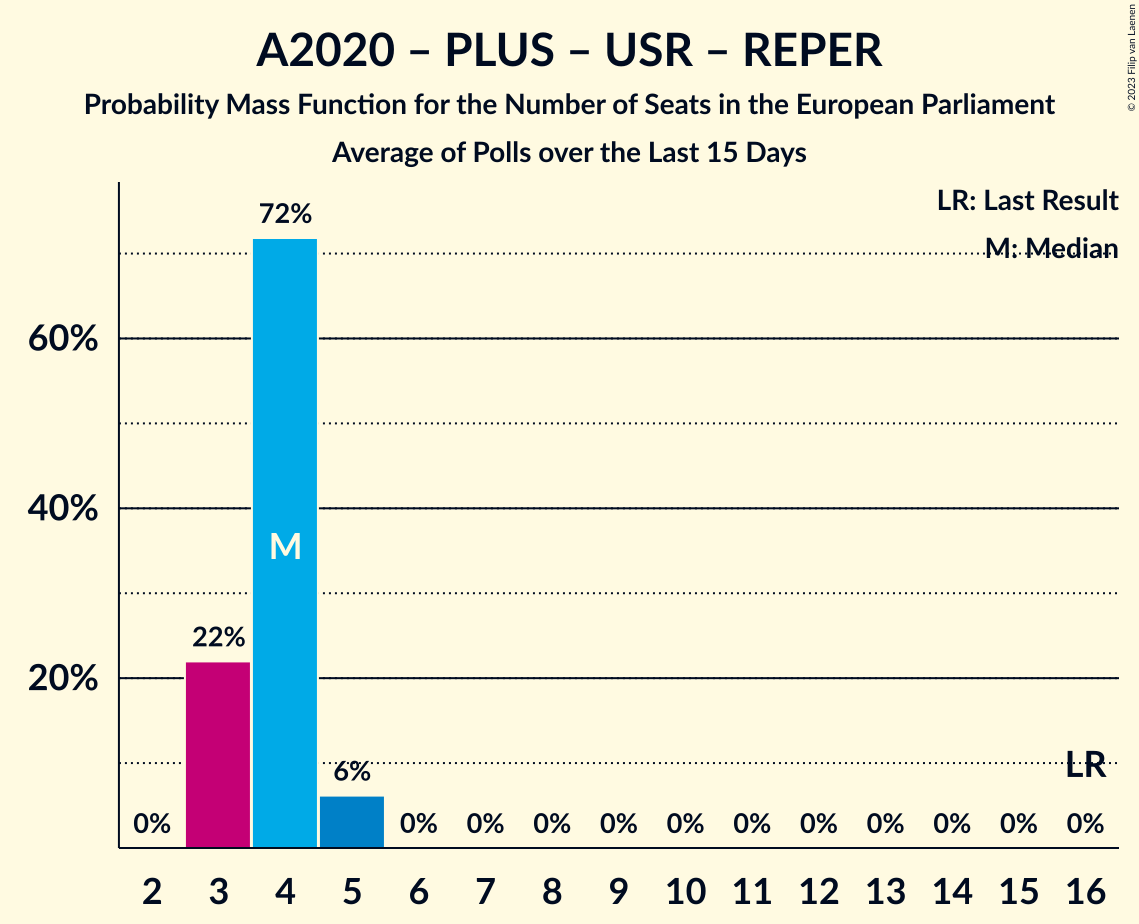 A2020 – PLUS – USR – REPER
Probability Mass Function for the Number of Seats in the European Parliament
Average of Polls over the Last 15 Days
© 2023 Filip van Laenen
LR: Last Result
M: Median
72%
60%
40%
M
22%
20%
LR
6%
0% 0% 0% 0% 0% 0% 0% 0% 0% 0% 0% 0%
2 3 4 5 6 7 8 9 10 11 12 13 14 15 16